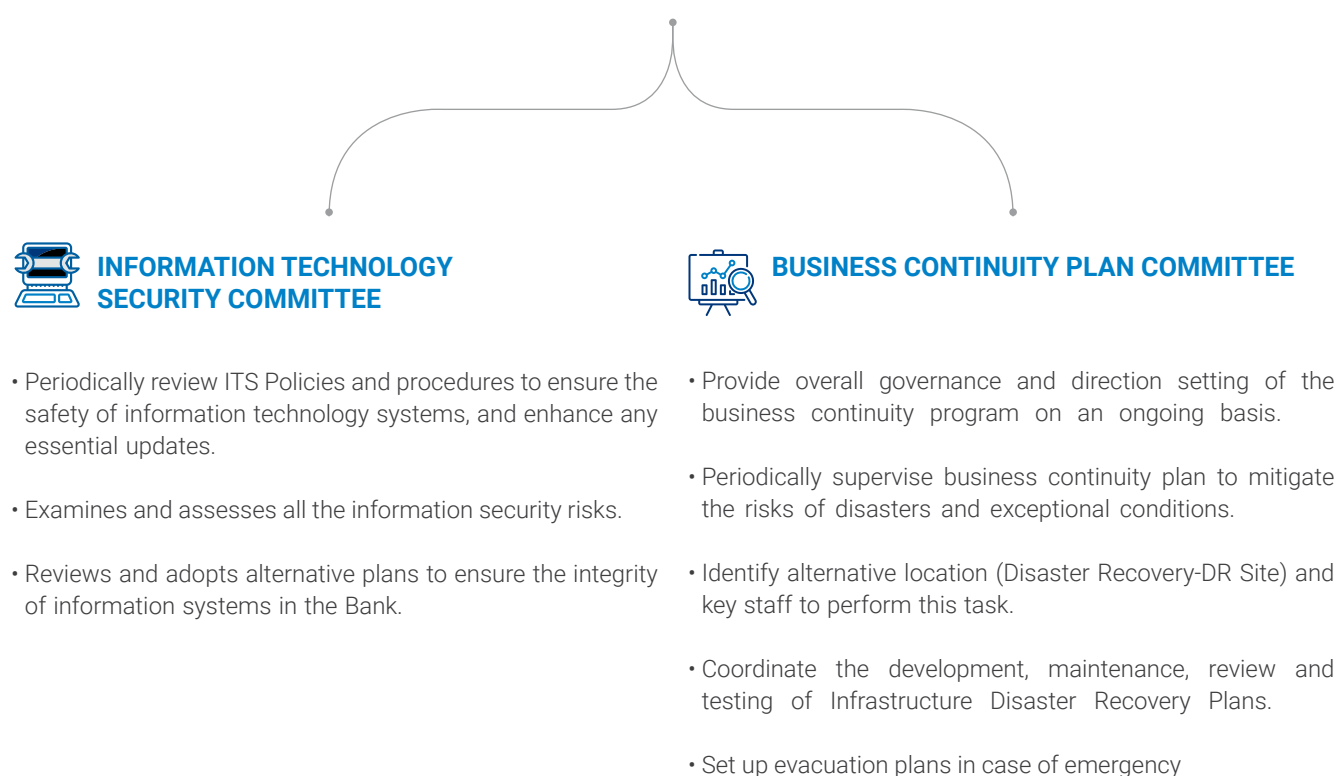 INFORMATION TECHNOLOGY
SECURITY COMMITTEE
• Periodically review ITS Policies and procedures to ensure the
safety of information technology systems, and enhance any
essential updates.
• Examines and assesses all the information security risks.
• Reviews and adopts alternative plans to ensure the integrity
of information systems in the Bank.
BUSINESS CONTINUITY PLAN COMMITTEE
• Provide overall governance and direction setting of the
business continuity program on an ongoing basis.
• Periodically supervise business continuity plan to mitigate
the risks of disasters and exceptional conditions.
• Identify alternative location (Disaster Recovery-DR Site) and
key staff to perform this task.
• Coordinate the development, maintenance, review and
testing of Infrastructure Disaster Recovery Plans.
• Set up evacuation plans in case of emergency